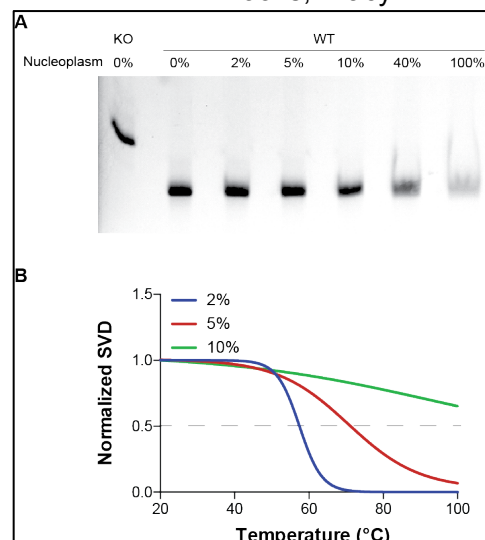 A
KO WT
Nucleoplasm 0% 0% 2% 5% 10% 40% 100%
B
1.5
1.0
0.5
0.0
Normalized SVD
2%
5%
10%
20 40 60 80 100
Temperature (°C)